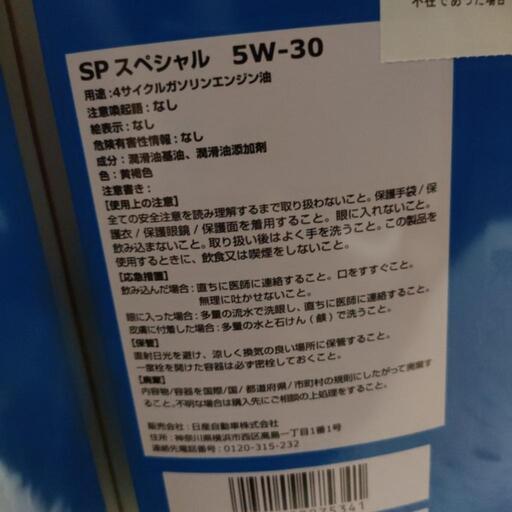 不在であった場合
SP スペシャル 5W-30
用途:4サイクルガソリンエンジン油
注意喚起語:なし
絵表示:なし
危険有害性情報:なし
成分:潤滑油基油、潤滑油添加剤
色:黄褐色
注意書き:
【使用上の注意】
全ての安全注意を読み理解するまで取り扱わないこと。保護手袋/保
護衣/保護眼鏡/保護面を着用すること。眼に入れないこと。
飲み込まないこと。取り扱い後はよく手を洗うこと。この製品を
使用するときに、飲食又は喫煙をしないこと。
【応急措置】
飲み込んだ場合:直ちに医師に連絡すること。口をすすぐこと。
無理に吐かせないこと。
眼に入った場合:多量の流水で洗眼し、直ちに医師に連絡すること。
皮膚に付着した場合:多量の水と石けん(鹸)で洗うこと。
【保管】
直射日光を避け、涼しく換気の良い場所に保管すること。
一度栓を開けた容器は必ず密栓しておくこと。
【廃棄】
内容物/容器を国際/国/都道府県/市町村の規則にしたがって廃棄す
ること。不明な場合は購入先にご相談の上処理をすること。
販売会社:日産自動車株式会社
住所:神奈川県横浜市西区高島一丁目1番1号
連絡先電話番号:0120-315-232